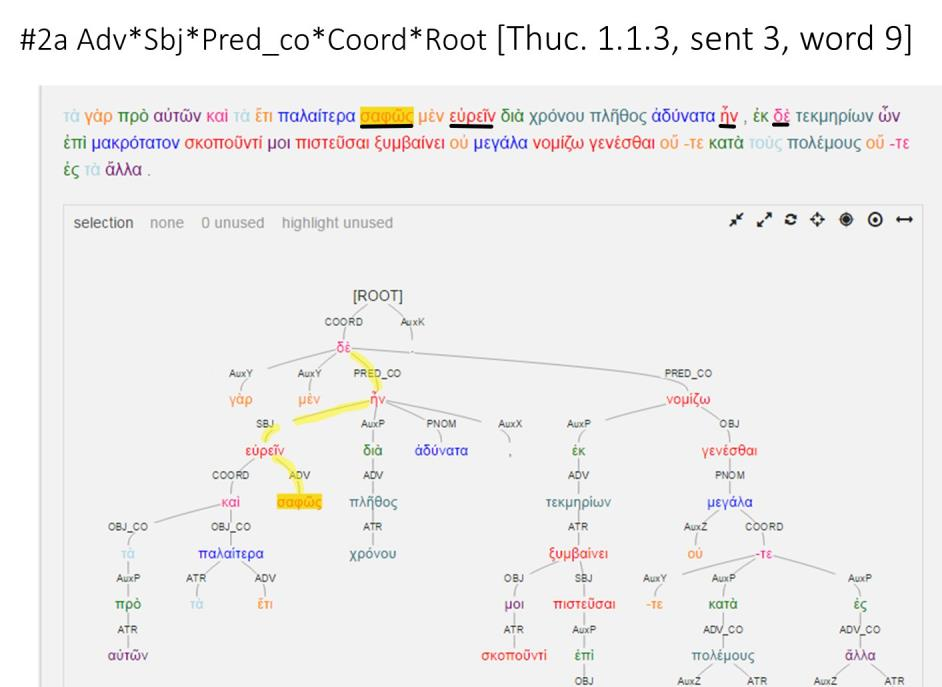 #2a Adv*Sbj*Pred_co*Coord*Root [Thuc. 1.1.3, sent 3, word 9]
τὰ γὰρ πρὸ αὐτῶν καὶ τὰ ἔτι παλαίτερα σαφῶς μὲν εὑρεῖν διὰ χρόνου πλῆθος ἀδύνατα ἦν , ἐκ δὲ τεκμηρίων ὧν
ἐπὶ μακρότατον σκοποῦντί μοι πιστεῦσαι ξυμβαίνει οὐ μεγάλα νομίζω γενέσθαι οὔ -τε κατὰ τοὺς πολέμους οὔ -τε
ἐς τὰ ἄλλα .
selection none 0 unused highlight unused
[ROOT]
COORD AuxK
δὲ .
AuxY AuxY PRED_CO PRED_CO
γὰρ μὲν ἦν νομίζω
SBJ AuxP PNOM AuxX AuxP OBJ
εὑρεῖν διὰ ἀδύνατα , ἐκ γενέσθαι
COORD ADV ADV ADV PNOM
καὶ σαφῶς πλῆθος τεκμηρίων μεγάλα
OBJ_CO OBJ_CO ATR ATR AuxZ COORD
τὰ παλαίτερα χρόνου ξυμβαίνει οὐ -τε
AuxP ATR ADV OBJ SBJ AuxY AuxP AuxP
πρὸ τὰ ἔτι μοι πιστεῦσαι -τε κατὰ ἐς
ATR ATR AuxP ADV_CO ADV_CO
αὐτῶν σκοποῦντί ἐπὶ πολέμους ἄλλα
OBJ AuxZ ATR AuxZ ATR